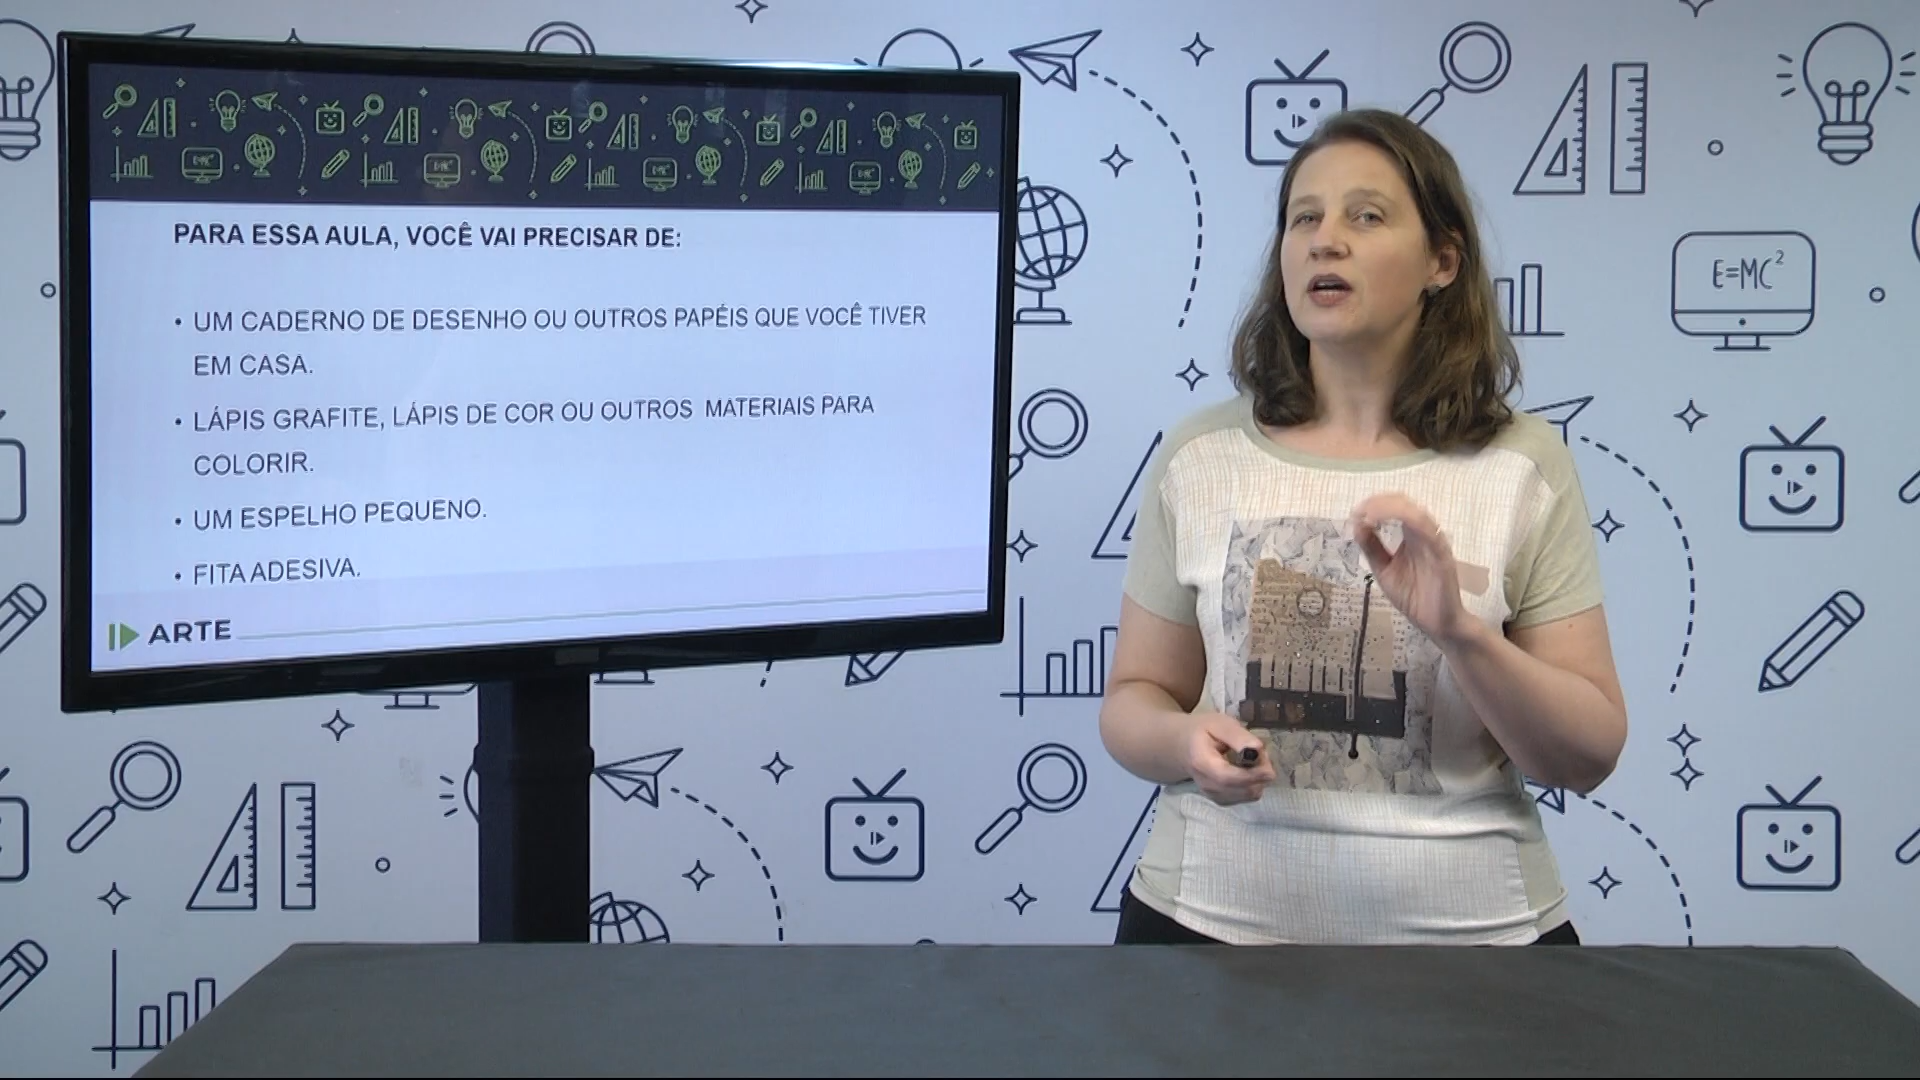 PARA ESSA AULA, VOCÊ VAI PRECISAR DE:
• UM CADERNO DE DESENHO OU OUTROS PAPÉIS QUE VOCÊ TIVER
EM CASA.
• LÁPIS GRAFITE, LÁPIS DE COR OU OUTROS MATERIAIS PARA
COLORIR.
• UM ESPELHO PEQUENO.
• FITA ADESIVA.
ARTE
E=MC²